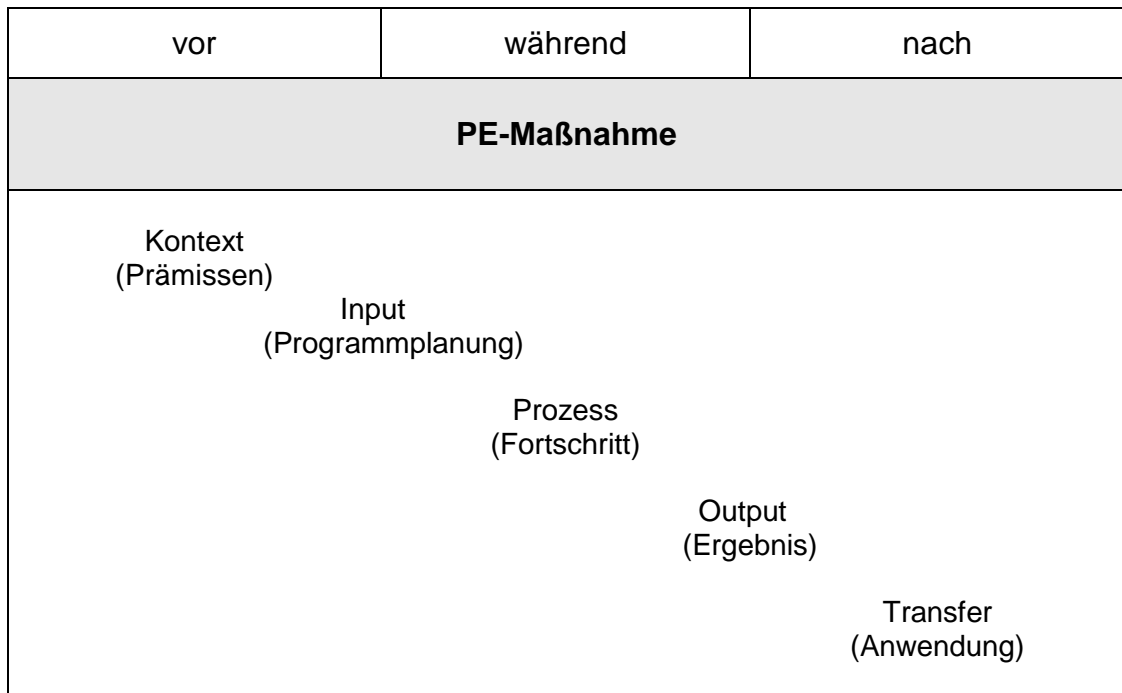 vor während nach
PE-Maßnahme
Kontext
(Prämissen)
Input
(Programmplanung)
Prozess
(Fortschritt)
Output
(Ergebnis)
Transfer
(Anwendung)